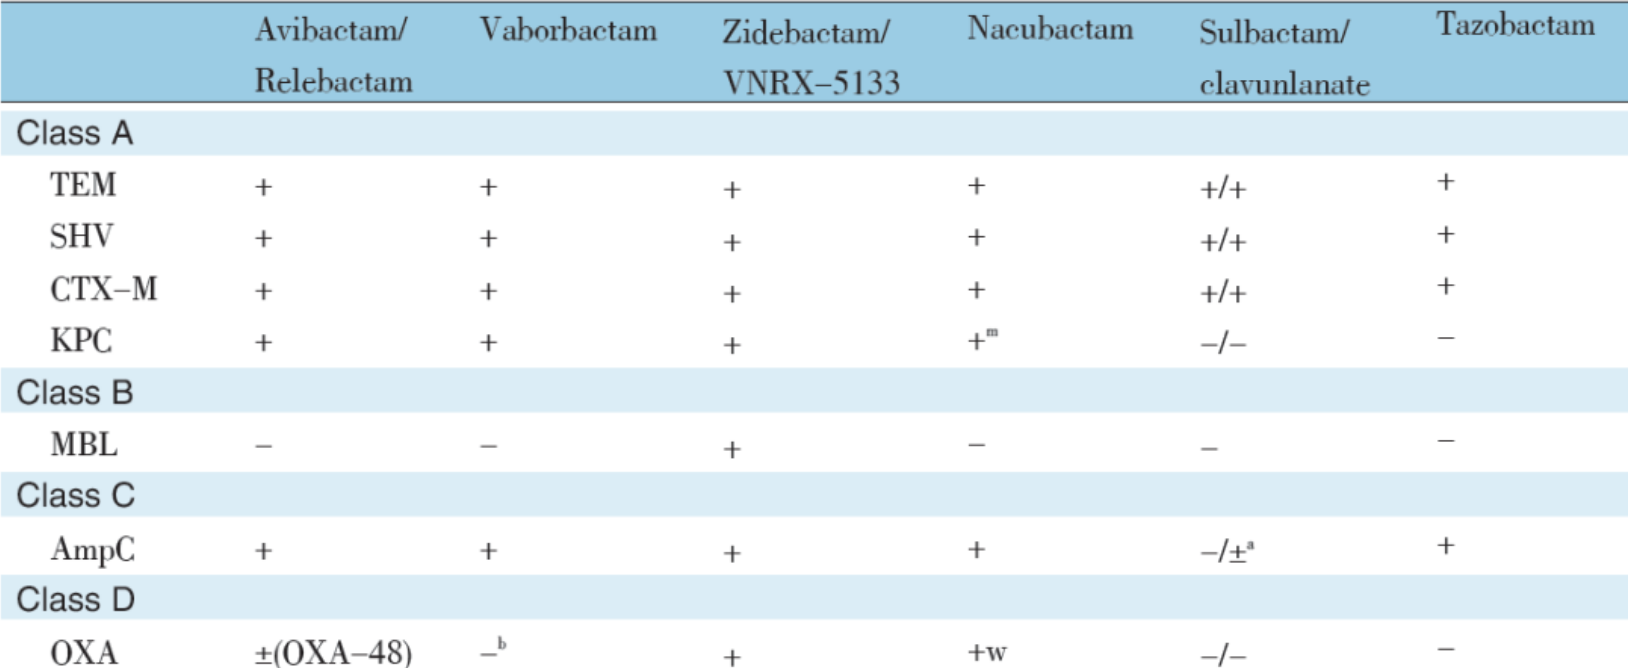 Avibactam/ Relebactam Vaborbactam Zidebactam/ VNRX–5133 Nacubactam Sulbactam/ clavunlanate Tazobactam
Class A
TEM + + + + +/+ +
SHV + + + + +/+ +
CTX–M + + + + +/+ +
KPC + + + +ᵐ –/– –
Class B
MBL – – + – – –
Class C
AmpC + + + + –/±ᵃ +
Class D
OXA ±(OXA–48) –ᵇ + +w –/– –